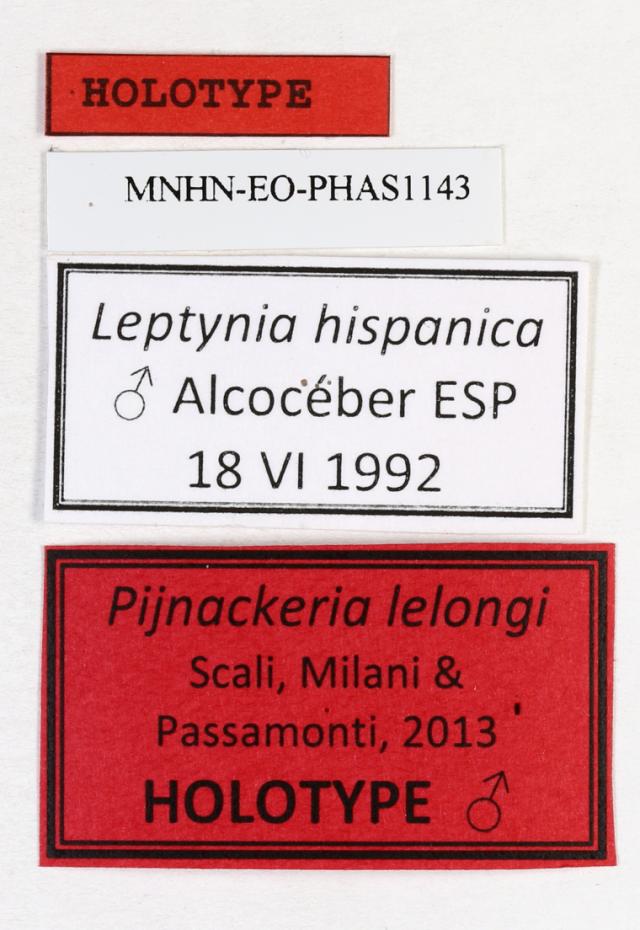 HOLOTYPE
MNHN-EO-PHAS1143
Leptynia hispanica
♂ Alcocéber ESP
18 VI 1992
Pijnackeria lelongi
Scali, Milani &
Passamonti, 2013
HOLOTYPE ♂